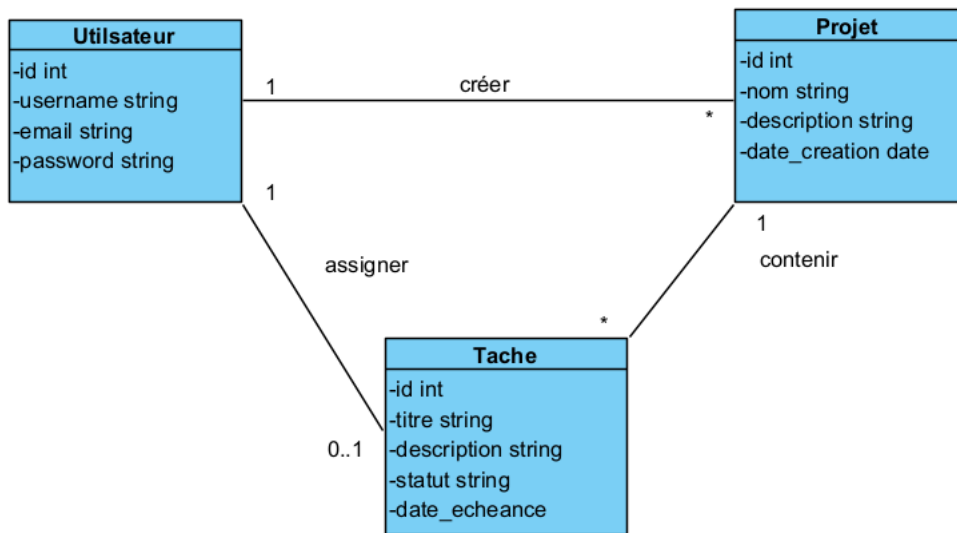 Utilsateur
-id int
-username string
-email string
-password string
1
créer
*
Projet
-id int
-nom string
-description string
-date_creation date
1
assigner
0..1
1
contenir
*
Tache
-id int
-titre string
-description string
-statut string
-date_echeance